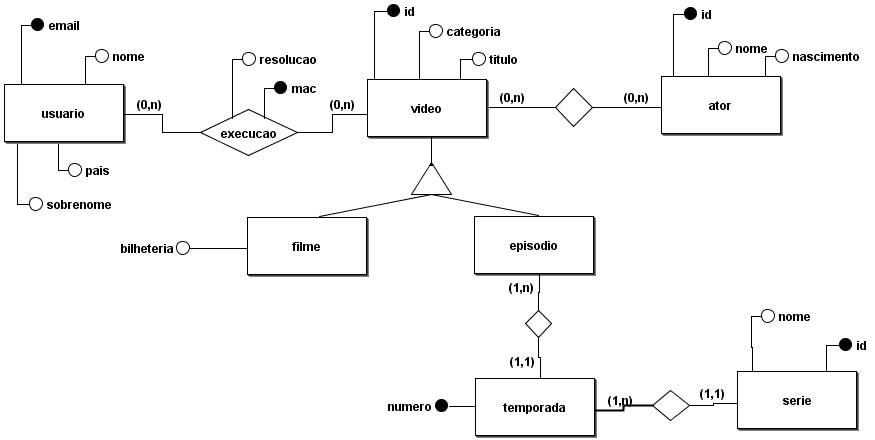 email
id
id
nome
categoria
nome
resolucao
titulo
nascimento
mac
usuario
(0,n)
(0,n)
video
(0,n)
(0,n)
ator
execucao
pais
sobrenome
bilheteria
filme
episodio
(1,n)
nome
id
(1,1)
numero
temporada
(1,n)
(1,1)
serie